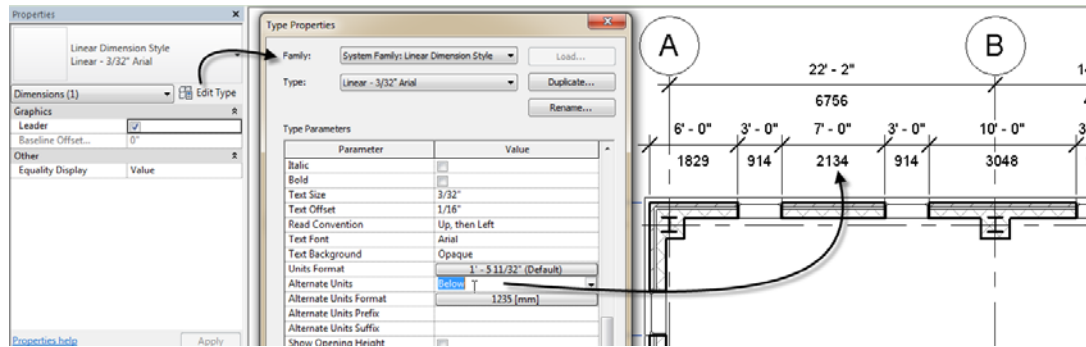 Properties
Linear Dimension Style
Linear - 3/32" Arial
Dimensions (1)
Edit Type
Graphics
Leader
Baseline Offset... 0"
Other
Equality Display Value
Properties help
Apply
Type Properties
Family: System Family: Linear Dimension Style Load...
Type: Linear - 3/32" Arial Duplicate...
Rename...
Type Parameters
Parameter Value
Italic
Bold
Text Size 3/32"
Text Offset 1/16"
Read Convention Up, then Left
Text Font Arial
Text Background Opaque
Units Format 1' - 5 11/32" (Default)
Alternate Units Below
Alternate Units Format 1235 [mm]
Alternate Units Prefix
Alternate Units Suffix
Show Opening Height
A B
22' - 2"
6756
6' - 0" 3' - 0" 7' - 0" 3' - 0" 10' - 0"
1829 914 2134 914 3048